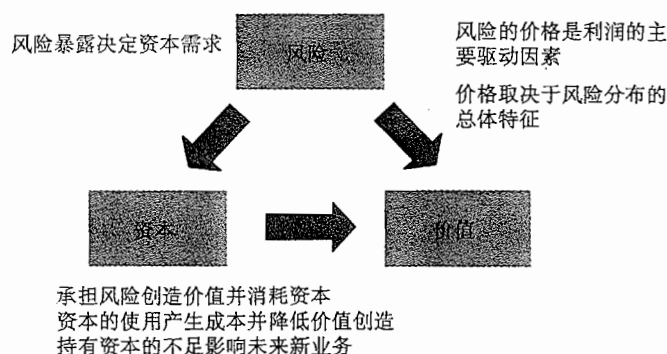 风险暴露决定资本需求
风险
风险的价格是利润的主
要驱动因素
价格取决于风险分布的
总体特征
资本
价值
承担风险创造价值并消耗资本
资本的使用产生成本并降低价值创造
持有资本的不足影响未来新业务